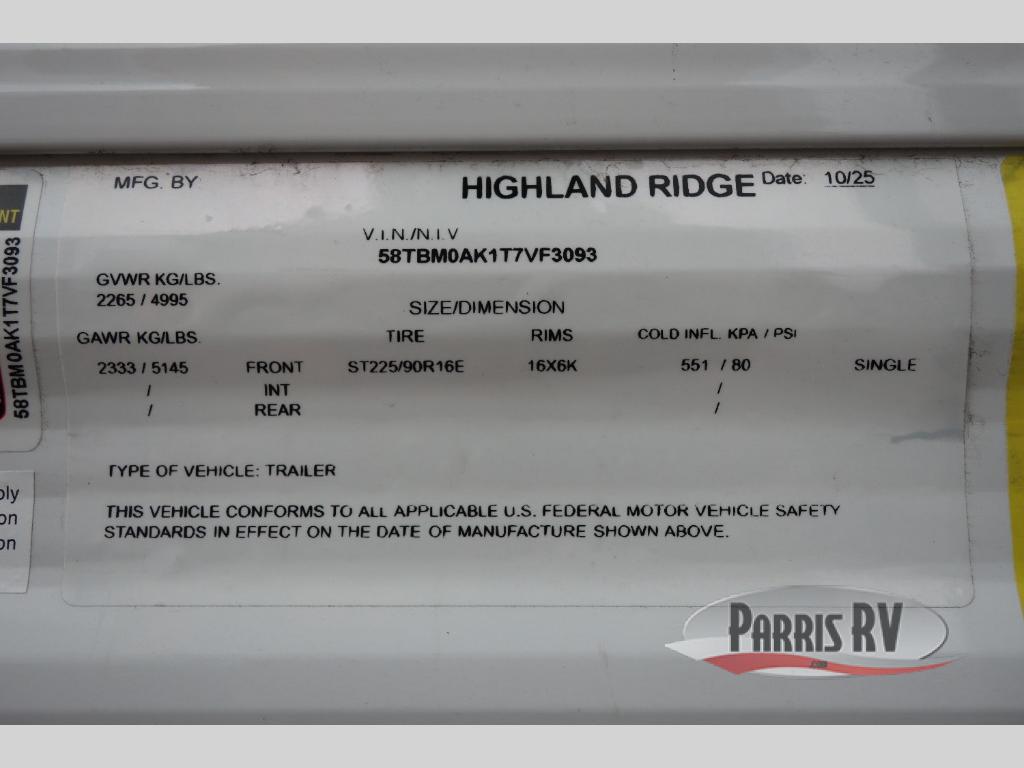 MFG. BY HIGHLAND RIDGE Date: 10/25
V.I.N./N.I.V
58TBM0AK1T7VF3093
GVWR KG/LBS.
2265 / 4995
SIZE/DIMENSION
GAWR KG/LBS. TIRE RIMS COLD INFL. KPA / PSI
2333 / 5145 FRONT ST225/90R16E 16X6K 551 / 80 SINGLE
/ INT /
/ REAR /
TYPE OF VEHICLE: TRAILER
THIS VEHICLE CONFORMS TO ALL APPLICABLE U.S. FEDERAL MOTOR VEHICLE SAFETY
STANDARDS IN EFFECT ON THE DATE OF MANUFACTURE SHOWN ABOVE.
58TBM0AK1T7VF3093
PARRIS RV
.com